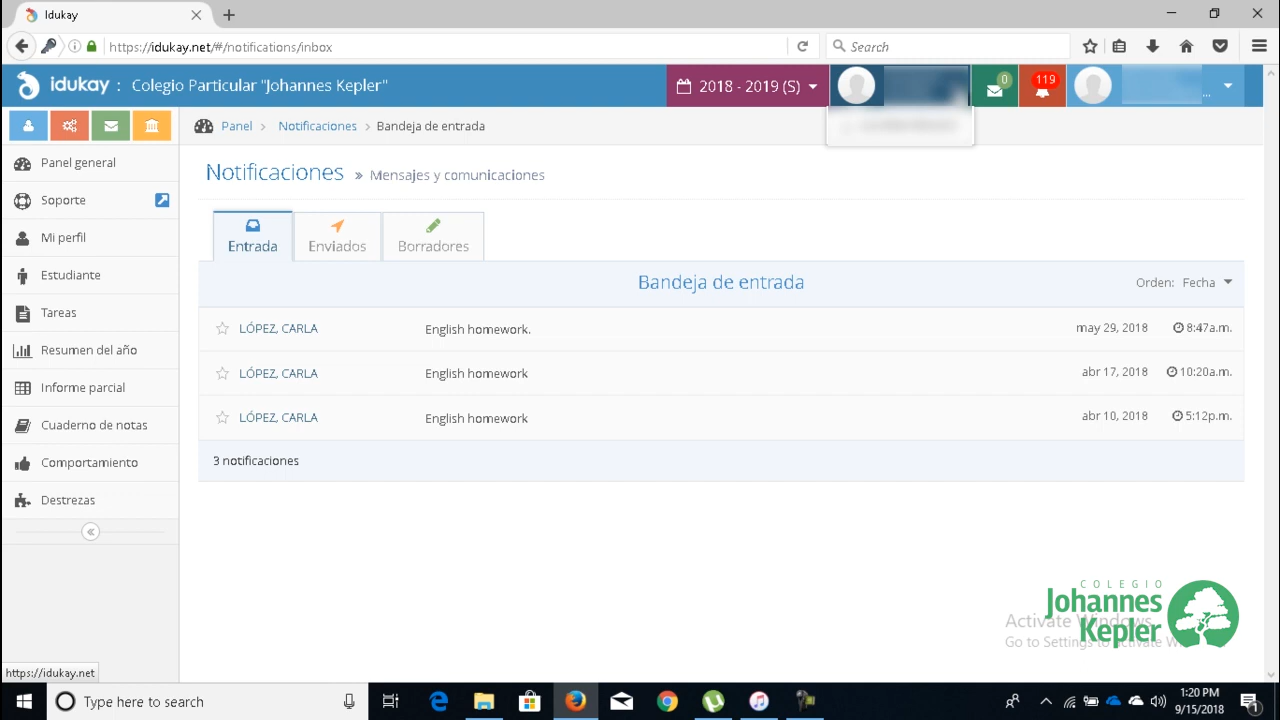 Idukay
https://idukay.net/#/notifications/inbox
Search
idukay : Colegio Particular "Johannes Kepler"
2018 - 2019 (S)
0
119
...
Panel > Notificaciones > Bandeja de entrada
Panel general
Soporte
Mi perfil
Estudiante
Tareas
Resumen del año
Informe parcial
Cuaderno de notas
Comportamiento
Destrezas
Notificaciones » Mensajes y comunicaciones
Entrada
Enviados
Borradores
Bandeja de entrada
Orden: Fecha
LÓPEZ, CARLA English homework. may 29, 2018 8:47a.m.
LÓPEZ, CARLA English homework abr 17, 2018 10:20a.m.
LÓPEZ, CARLA English homework abr 10, 2018 5:12p.m.
3 notificaciones
COLEGIO
Johannes
Kepler
Activate Windows
Go to Settings to activate
https://idukay.net
Type here to search
1:20 PM
9/15/2018
1